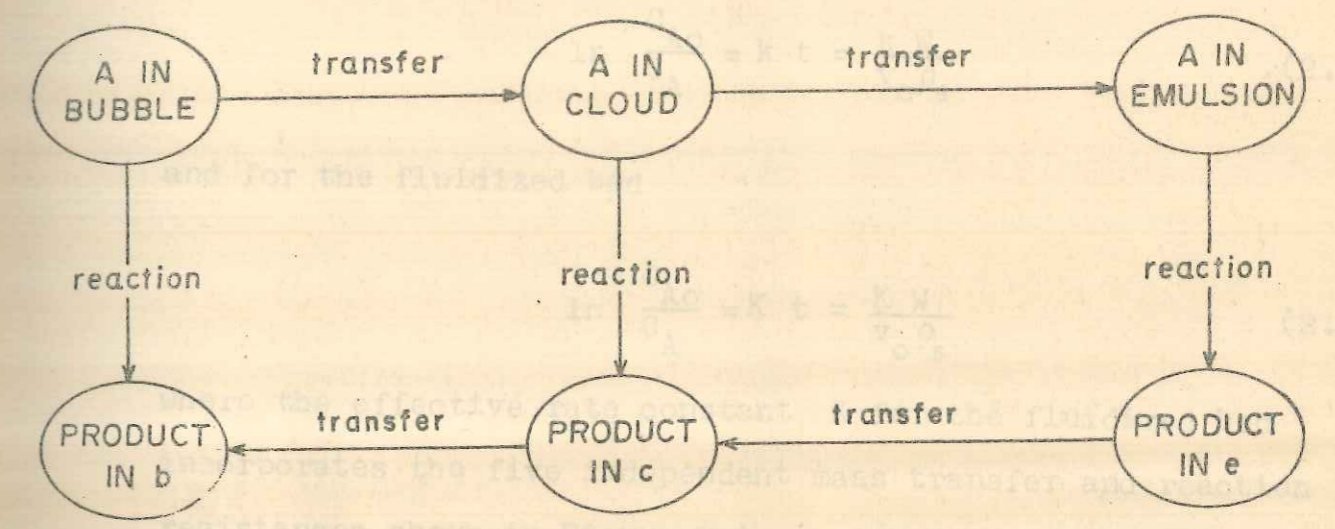 A IN
BUBBLE
transfer
A IN
CLOUD
transfer
A IN
EMULSION
and for the fluidized bed
reaction
reaction
reaction
where the effective rate constant the
PRODUCT
IN b
transfer
PRODUCT
IN c
transfer
PRODUCT
IN e
incorporates the five independent mass transfer and reaction